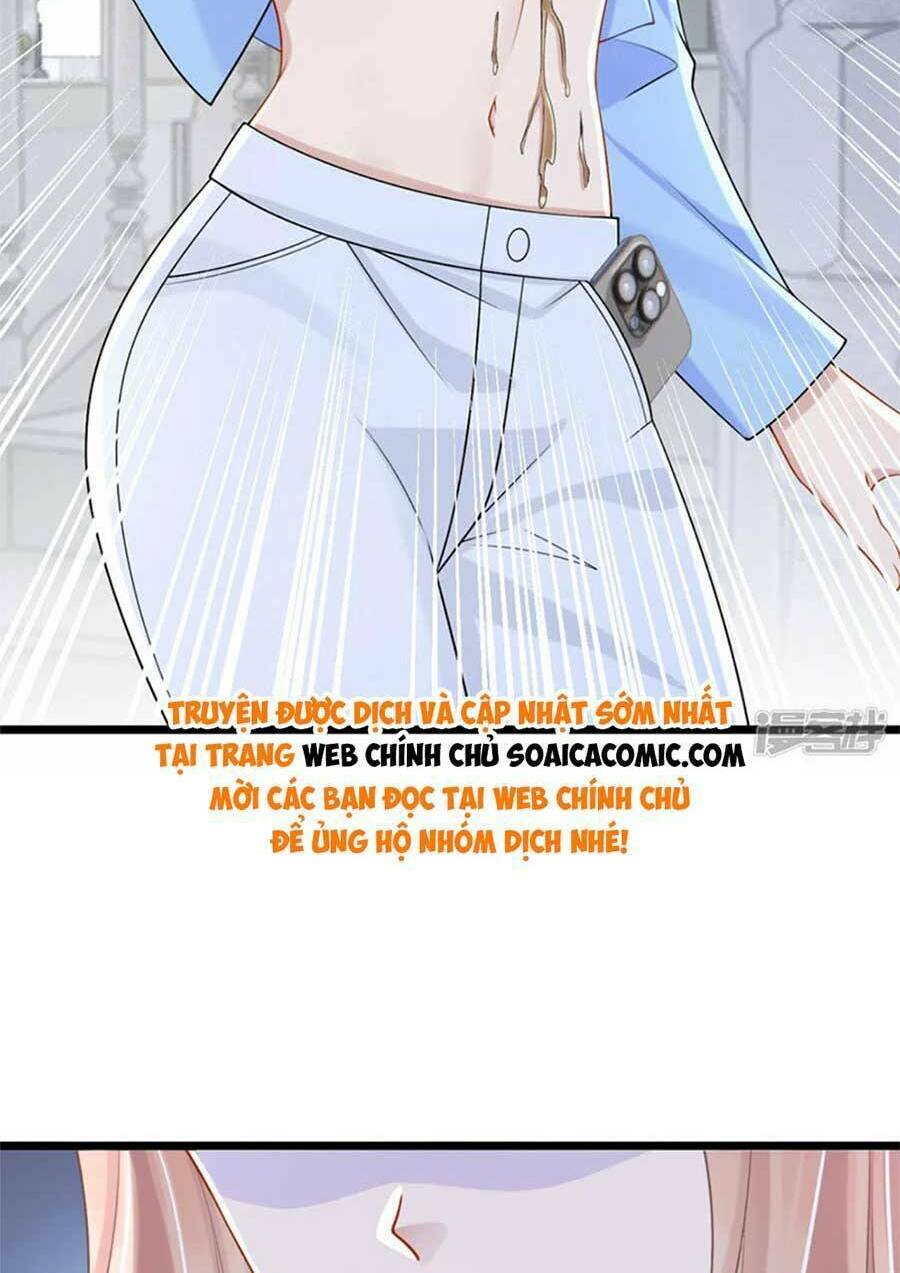 TRUYỆN ĐƯỢC DỊCH VÀ CẬP NHẬT SỚM NHẤT
TẠI TRANG WEB CHÍNH CHỦ SOAICACOMIC.COM
MỜI CÁC BẠN ĐỌC TẠI WEB CHÍNH CHỦ
ĐỂ ỦNG HỘ NHÓM DỊCH NHÉ!